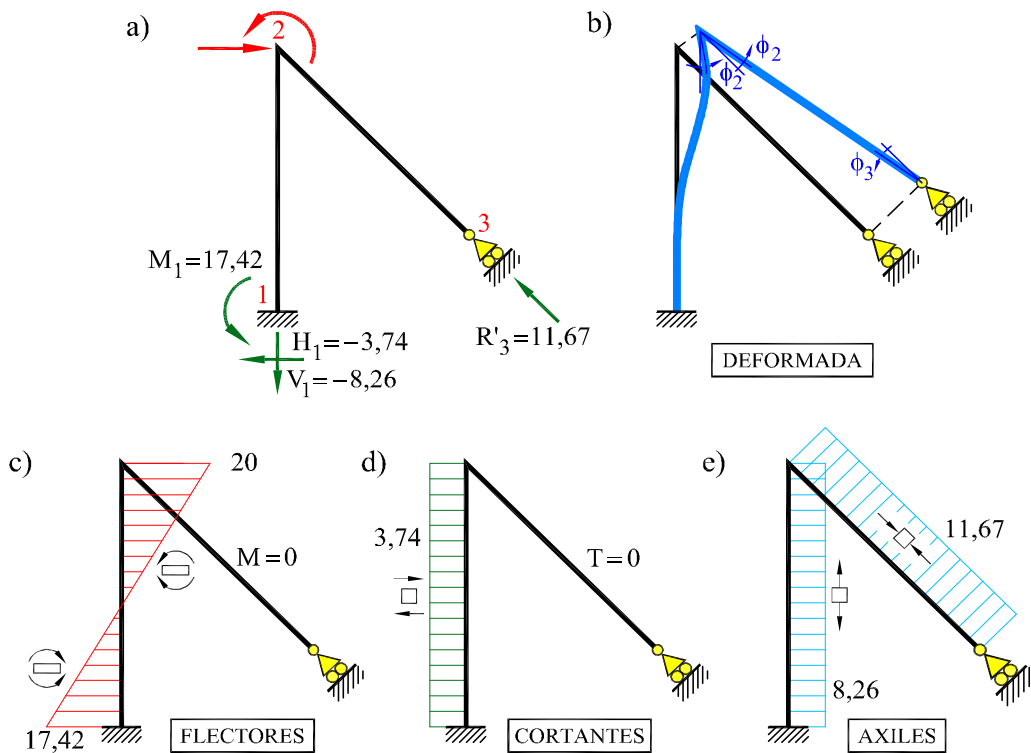 a)
2
3
M₁=17,42
1
H₁=−3,74
V₁=−8,26
R'₃=11,67
b)
ϕ₂
ϕ₂
ϕ₃
DEFORMADA
c)
20
M=0
17,42
FLECTORES
d)
3,74
T=0
CORTANTES
e)
11,67
8,26
AXILES